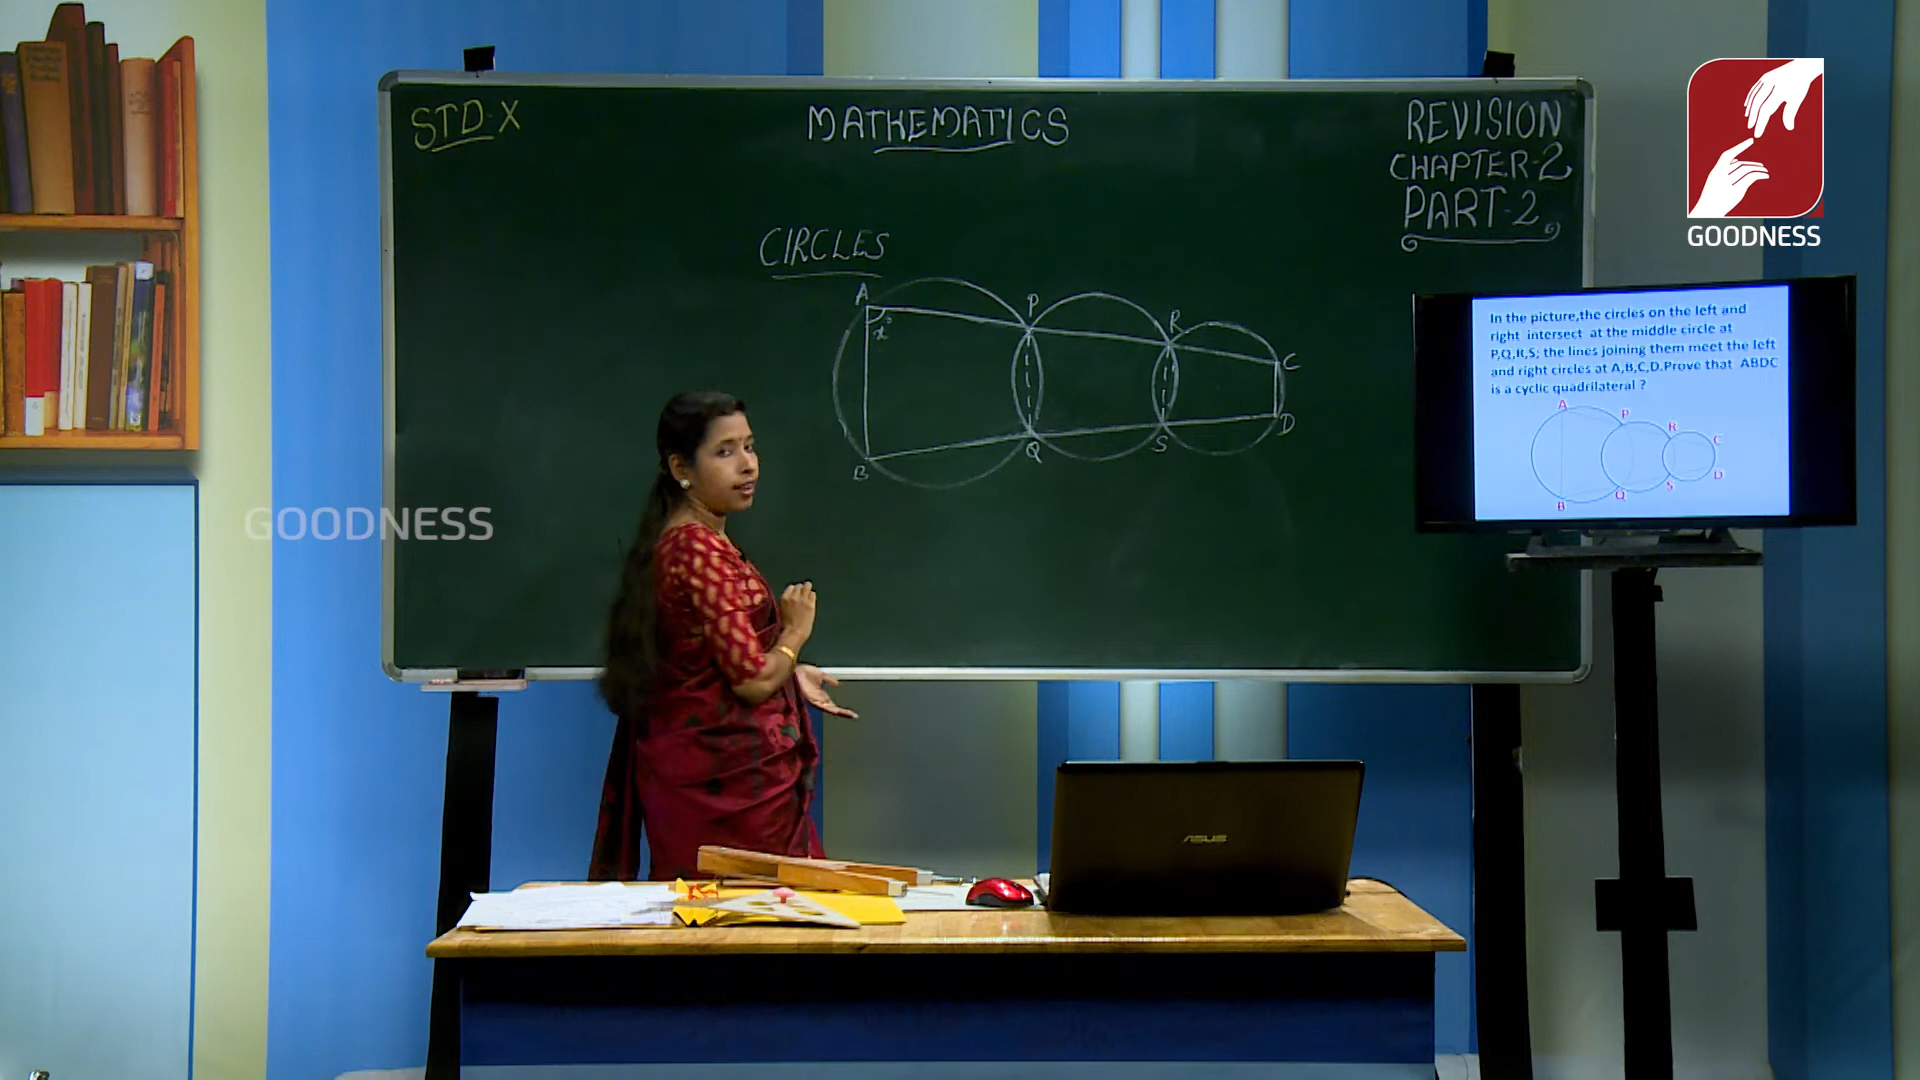 STD-X
MATHEMATICS
REVISION
CHAPTER-2
PART-2
GOODNESS
CIRCLES
A
P
R
C
x°
B
Q
S
D
In the picture,the circles on the left and
right intersect at the middle circle at
P,Q,R,S; the lines joining them meet the left
and right circles at A,B,C,D.Prove that ABDC
is a cyclic quadrilateral ?
A
P
R
C
D
S
Q
B
GOODNESS
ASUS